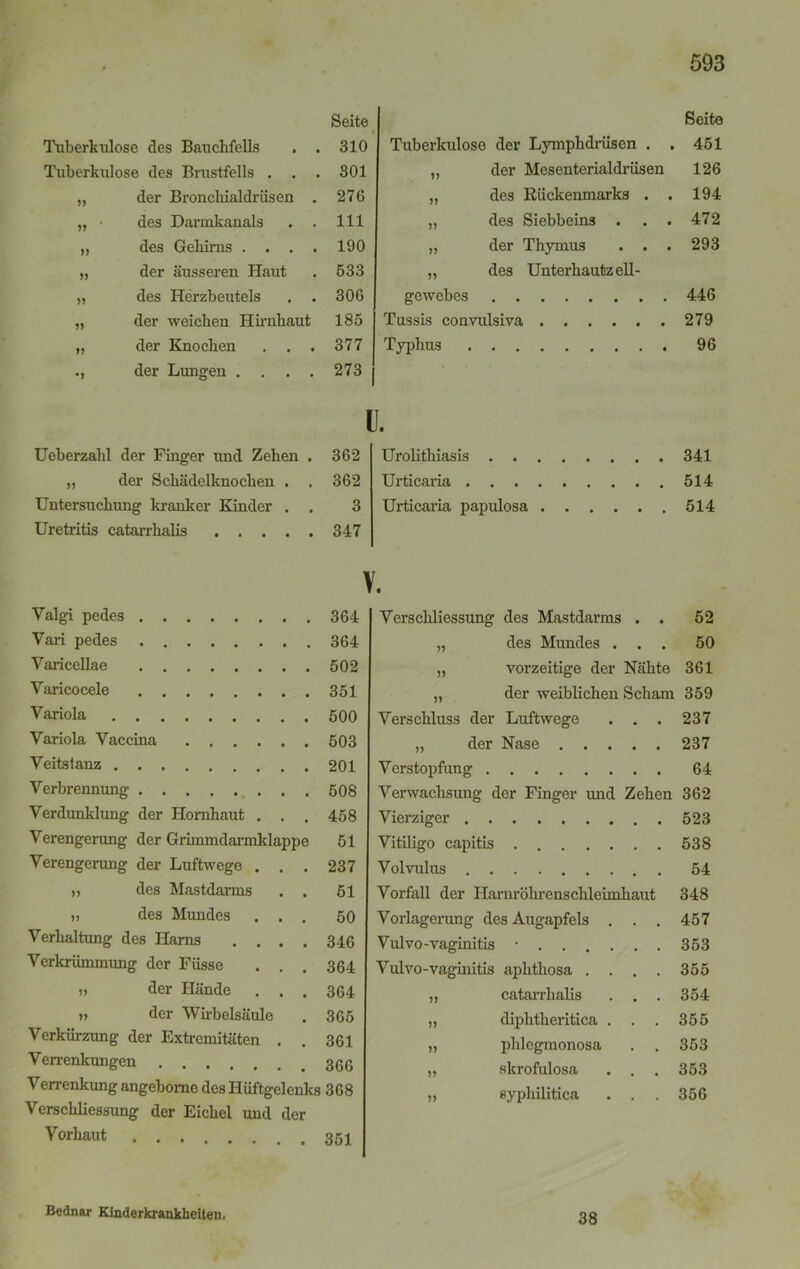 593
Seite
Tuberkulose des Bauchfells . . 310
Tuberkulose des Brustfells . . . 301
„ der Bronchialdrüsen . 276
„ des Darmkanals . . 111
„ des Gehirns . . . . 190
„ der äusseren Haut . 533
„ des Herzbeutels . . 306
„ der weichen Hirnhaut 185
„ der Knochen . . . 377
„ der Lungen . . . . 273
Seite
Tuberkulose der Lymphdrüsen . . 451
„ der Mesenterialdrüsen 126
„ des Rückenmarks . . 194
„ des Siebbeins . . . 472
„ der Thymus . . . 293
„ des Unterhautzell-
gewebes . . . . . . . . 446
Tussis convulsiva . . . . . . 279
Typhus . . . . . . . . . 96
U.
Ueberzahl der Finger und Zehen . 362
„ der Schädelknochen . . 362
Untersuchung kranker Kinder . . 3
Uretritis catarrhalis . . . . . 347
Urolithiasis . . . . . . . . 341
Urticaria . . . . . . . . . 514
Urticaria papulosa . . . . . . 514
V.
Valgi pedes . . . . . . . . 364
Vari pedes . . . . . . . . 364
Varicellae . . . . . . . . 502
Varicocele . . . . . . . . 351
Variola . . . . . . . . . 500
Variola Vaccina . . . . . . 503
Veitstanz . . . . . . . . . 201
Verbrennung . . . . . . . . 508
Verdunklung der Hornhaut . . . 458
Verengerung der Grimmdarmklappe 51
Verengerung der Luftwege . . . 237
„ des Mastdarms . . 51
„ des Mundes . . . 50
Verhaltung des Harns . . . . 346
Verkrümmung der Füsse . . . 364
„ der Hände . . . 364
„ der Wirbelsäule . 365
Verkürzung der Extremitäten . . 361
Verrenkungen . . . . . . . 366
Verrenkung angeborne des Hüftgelenks 368
Verschliessung der Eichel und der
Vorhaut . . . . . . . . 351
Verschliessung des Mastdarms . . 52
„ des Mundes . . . 50
„ vorzeitige der Nähte 361
„ der weiblichen Scham 359
Verschluss der Luftwege . . . 237
„ der Nase . . . . . 237
Verstopfung . . . . . . . . 64
Verwachsung der Finger und Zehen 362
Vierziger . . . . . . . . . 523
Vitiligo capitis . . . . . . . 538
Volvulus . . . . . . . . . 54
Vorfall der Harnröhrenschleimhaut 348
Vorlagerung des Augapfels . . . 457
Vulvo-vaginitis . . . . . . . 353
Vulvo-vaginitis aphthosa . . . . 355
„ catarrhalis . . . 354
„ diphtheritica . . . 355
„ phlegmonosa . . 353
„ skrofulosa . . . 353
„ syphilitica . . . 356
Bednar Kinderkrankheiten.
38